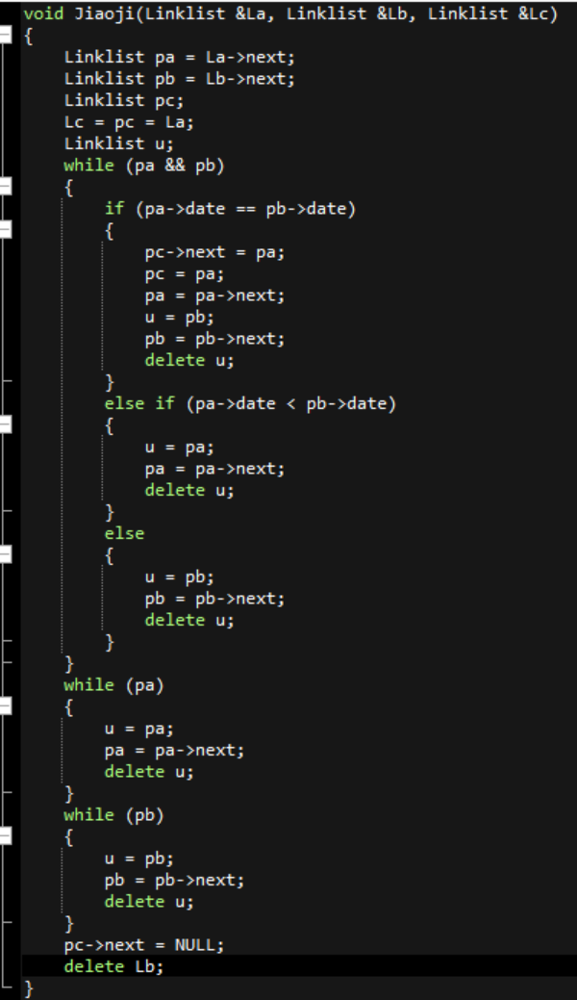 void Jiaoji(Linklist &La, Linklist &Lb, Linklist &Lc)
{
    Linklist pa = La->next;
    Linklist pb = Lb->next;
    Linklist pc;
    Lc = pc = La;
    Linklist u;
    while (pa && pb)
    {
        if (pa->date == pb->date)
        {
            pc->next = pa;
            pc = pa;
            pa = pa->next;
            u = pb;
            pb = pb->next;
            delete u;
        }
        else if (pa->date < pb->date)
        {
            u = pa;
            pa = pa->next;
            delete u;
        }
        else
        {
            u = pb;
            pb = pb->next;
            delete u;
        }
    }
    while (pa)
    {
        u = pa;
        pa = pa->next;
        delete u;
    }
    while (pb)
    {
        u = pb;
        pb = pb->next;
        delete u;
    }
    pc->next = NULL;
    delete Lb;
}